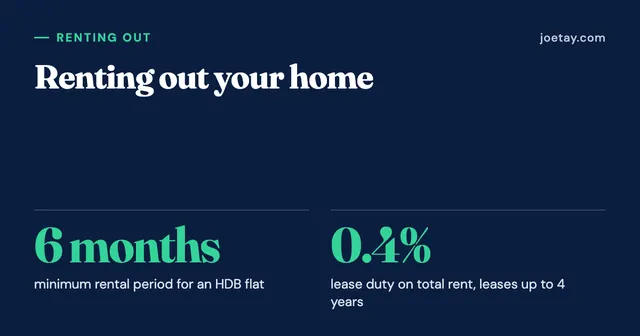 — RENTING OUT
joetay.com
Renting out your home
6 months
minimum rental period for an HDB flat
0.4%
lease duty on total rent, leases up to 4
years